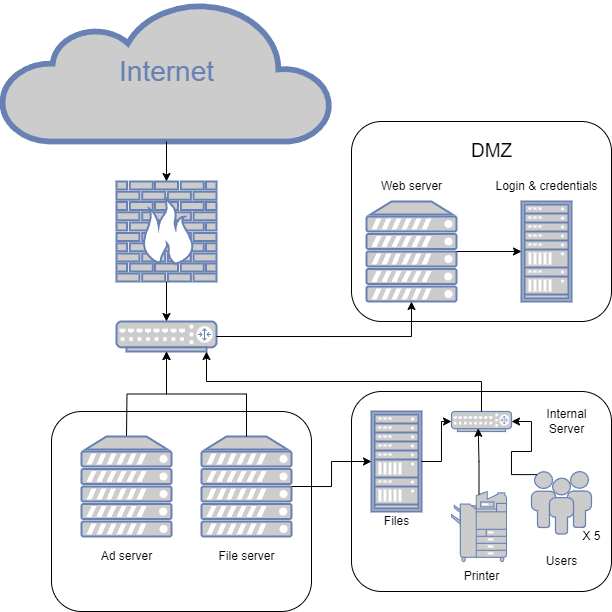 Internet
DMZ
Web server
Login & credentials
Internal
Server
Files
X 5
Users
Printer
Ad server
File server